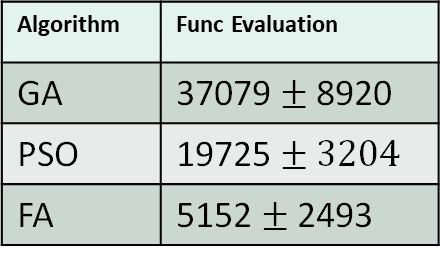 Algorithm Func Evaluation
GA 37079 ± 8920
PSO 19725 ± 3204
FA 5152 ± 2493